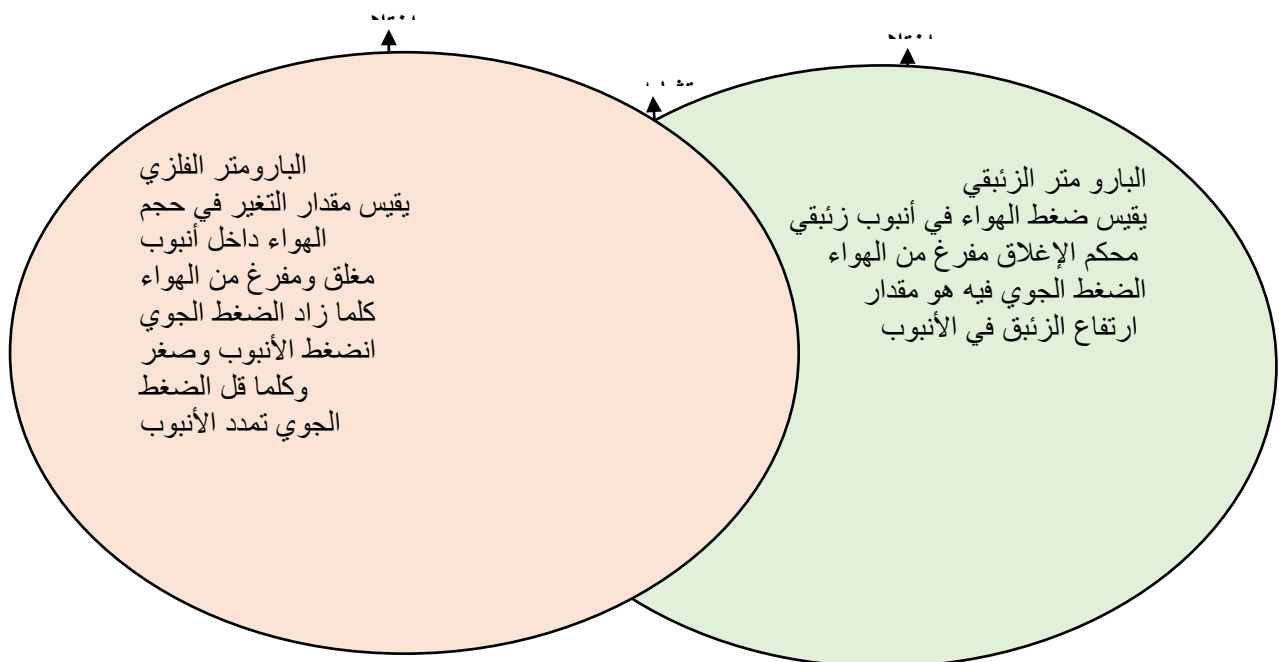 البارو متر الزئبقي
يقيس ضغط الهواء في أنبوب زئبقي
محكم الإغلاق مفرغ من الهواء
الضغط الجوي فيه هو مقدار
ارتفاع الزئبق في الأنبوب
البارومتر الفلزي
يقيس مقدار التغير في حجم
الهواء داخل أنبوب
مغلق ومفرغ من الهواء
كلما زاد الضغط الجوي
انضغط الأنبوب وصغر
وكلما قل الضغط
الجوي تمدد الأنبوب